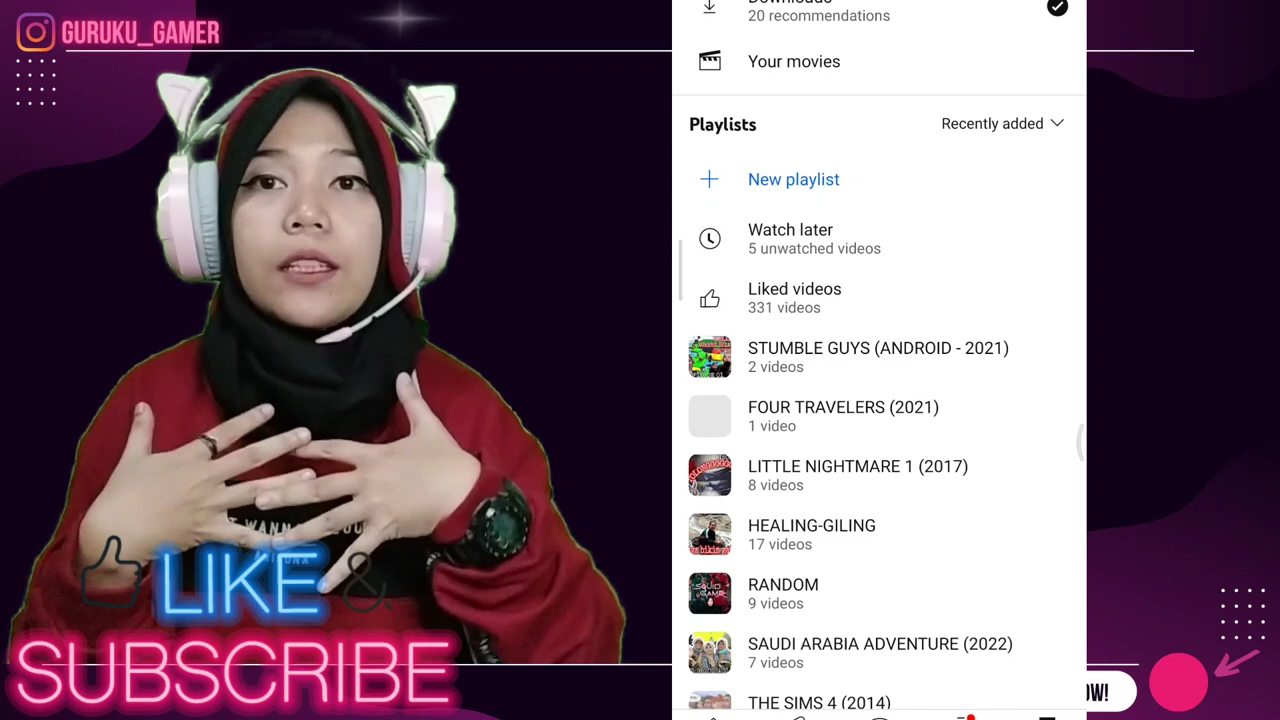 GURUKU_GAMER
LIKE &
SUBSCRIBE
20 recommendations
Your movies
Playlists
Recently added
New playlist
Watch later
5 unwatched videos
Liked videos
331 videos
STUMBLE GUYS (ANDROID - 2021)
2 videos
FOUR TRAVELERS (2021)
1 video
LITTLE NIGHTMARE 1 (2017)
8 videos
HEALING-GILING
17 videos
RANDOM
9 videos
SAUDI ARABIA ADVENTURE (2022)
7 videos
THE SIMS 4 (2014)